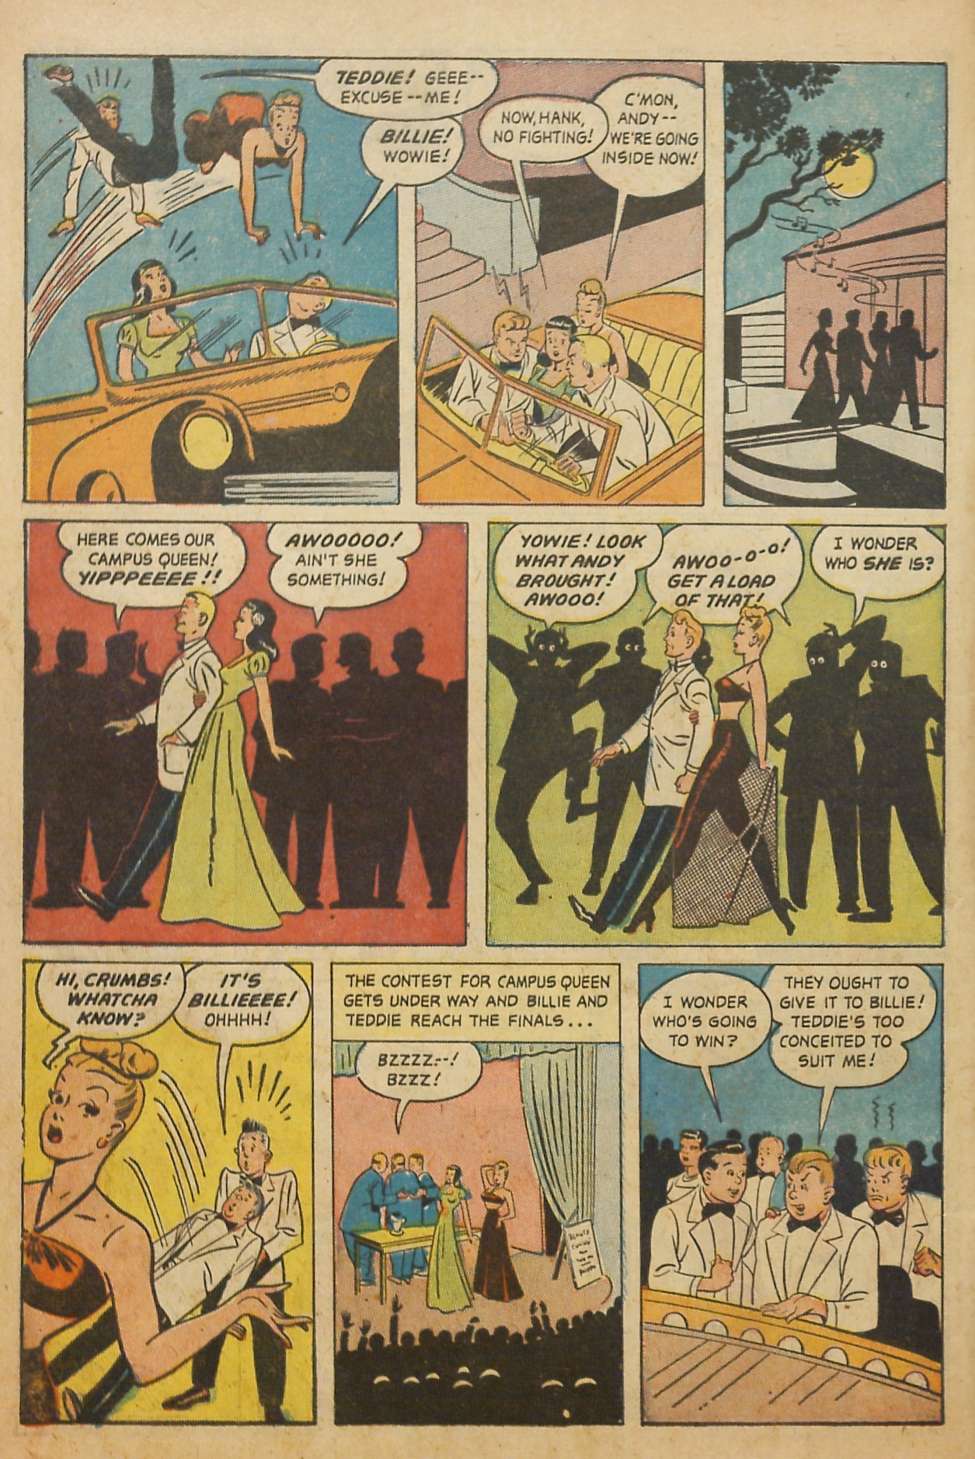 TEDDIE! GEEE--
EXCUSE--ME!
BILLIE!
WOWIE!
NOW, HANK,
NO FIGHTING!
C'MON,
ANDY--
WE'RE GOING
INSIDE NOW!
HERE COMES OUR
CAMPUS QUEEN!
YIPPPEEEE!!
AWOOOOO!
AIN'T SHE
SOMETHING!
YOWIE! LOOK
WHAT ANDY
BROUGHT!
AWOOO!
AWOO-O-O!
GET A LOAD
OF THAT!
I WONDER
WHO SHE IS?
HI, CRUMBS!
WHATCHA
KNOW?
IT'S
BILLIEEEE!
OHHHH!
THE CONTEST FOR CAMPUS QUEEN
GETS UNDER WAY AND BILLIE AND
TEDDIE REACH THE FINALS...
BZZZZ--!
BZZZ!
I WONDER
WHO'S GOING
TO WIN?
THEY OUGHT TO
GIVE IT TO BILLIE!
TEDDIE'S TOO
CONCEITED TO
SUIT ME!